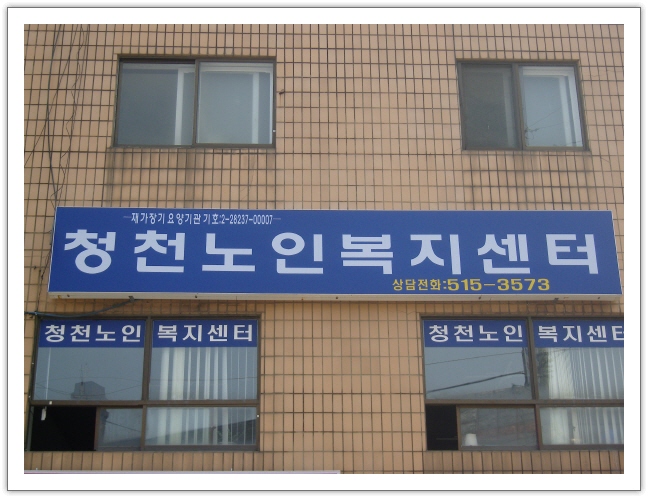 재가장기요양기관기호:2-28237-00007
청천노인복지센터
상담전화:515-3573
청천노인 복지센터
청천노인 복지센터